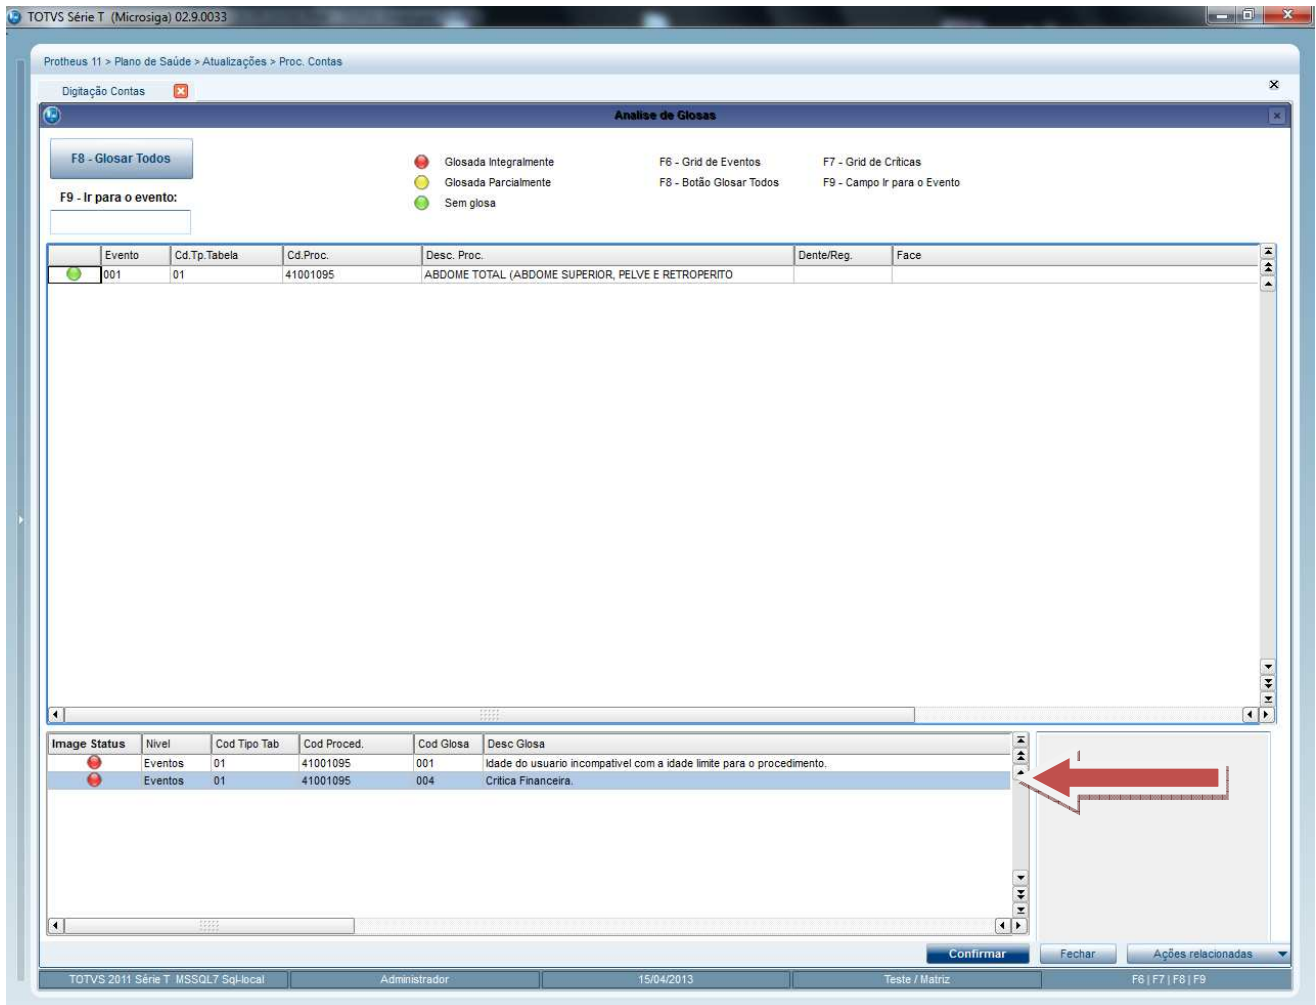 TOTVS Série T (Microsiga) 02.9.0033
Protheus 11 > Plano de Saúde > Atualizações > Proc. Contas
Digitação Contas
Analise de Glosas
F8 - Glosar Todos
F9 - Ir para o evento:
Glosada Integralmente
Glosada Parcialmente
Sem glosa
F6 - Grid de Eventos
F8 - Botão Glosar Todos
F7 - Grid de Críticas
F9 - Campo Ir para o Evento
Evento Cd.Tp.Tabela Cd.Proc. Desc. Proc. Dente/Reg. Face
001 01 41001095 ABDOME TOTAL (ABDOME SUPERIOR, PELVE E RETROPERITO
Image Status Nivel Cod Tipo Tab Cod Proced. Cod Glosa Desc Glosa
Eventos 01 41001095 001 Idade do usuario incompativel com a idade limite para o procedimento.
Eventos 01 41001095 004 Critica Financeira.
Confirmar Fechar Ações relacionadas
TOTVS 2011 Série T MSSQL7 Sql-local Administrador 15/04/2013 Teste / Matriz F6 | F7 | F8 | F9